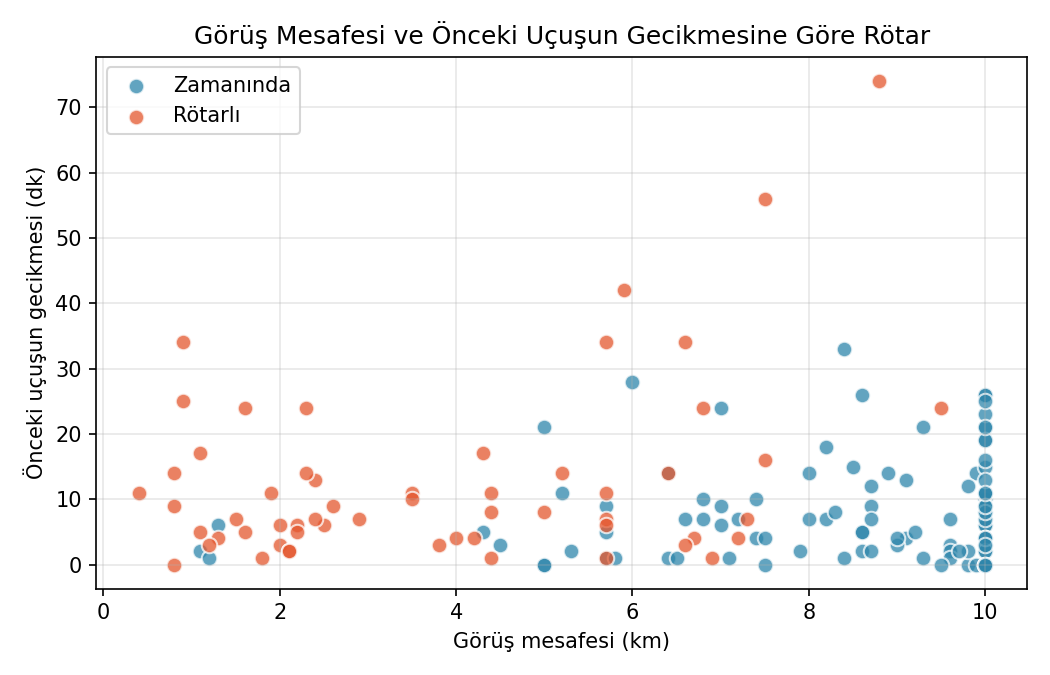 Görüş Mesafesi ve Önceki Uçuşun Gecikmesine Göre Rötar
Zamanında
Rötarlı
Önceki uçuşun gecikmesi (dk)
70
60
50
40
30
20
10
0
0 2 4 6 8 10
Görüş mesafesi (km)